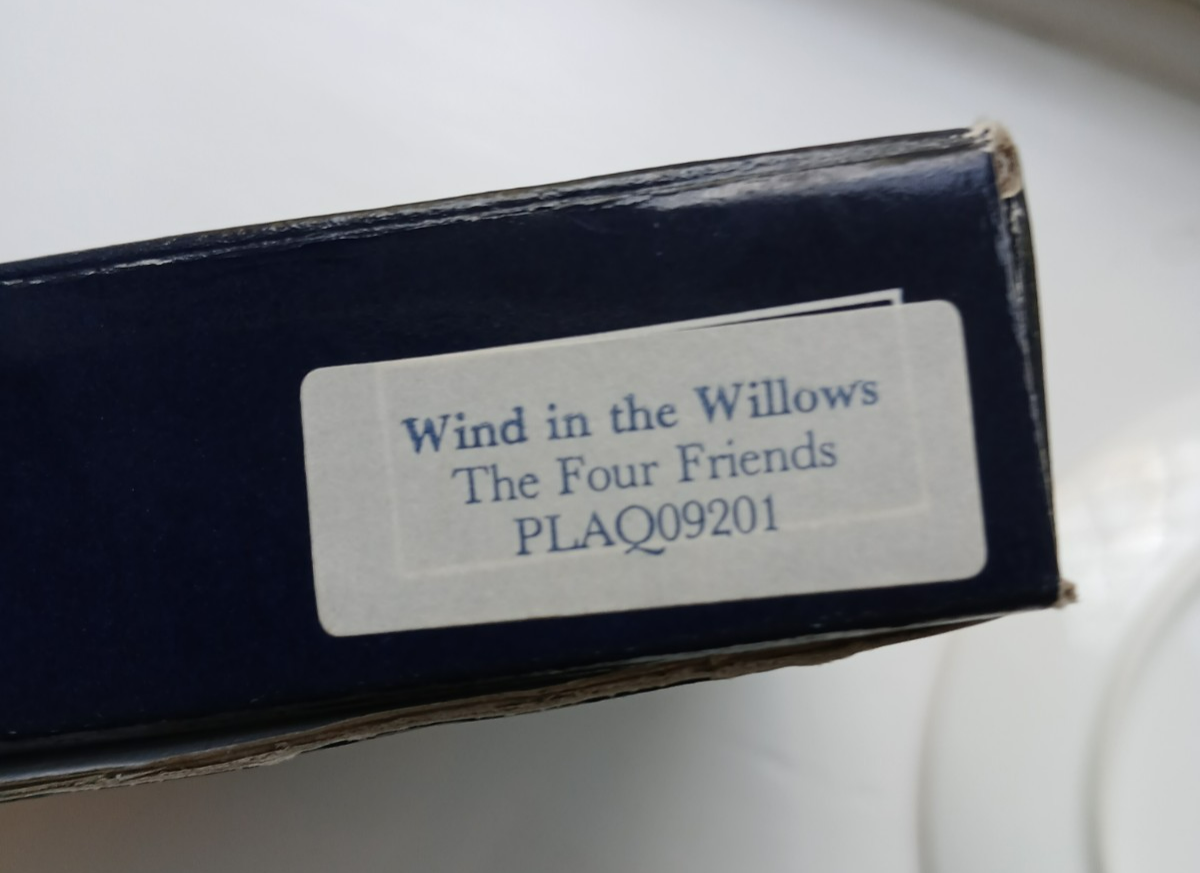 Wind in the Willows
The Four Friends
PLAQ09201